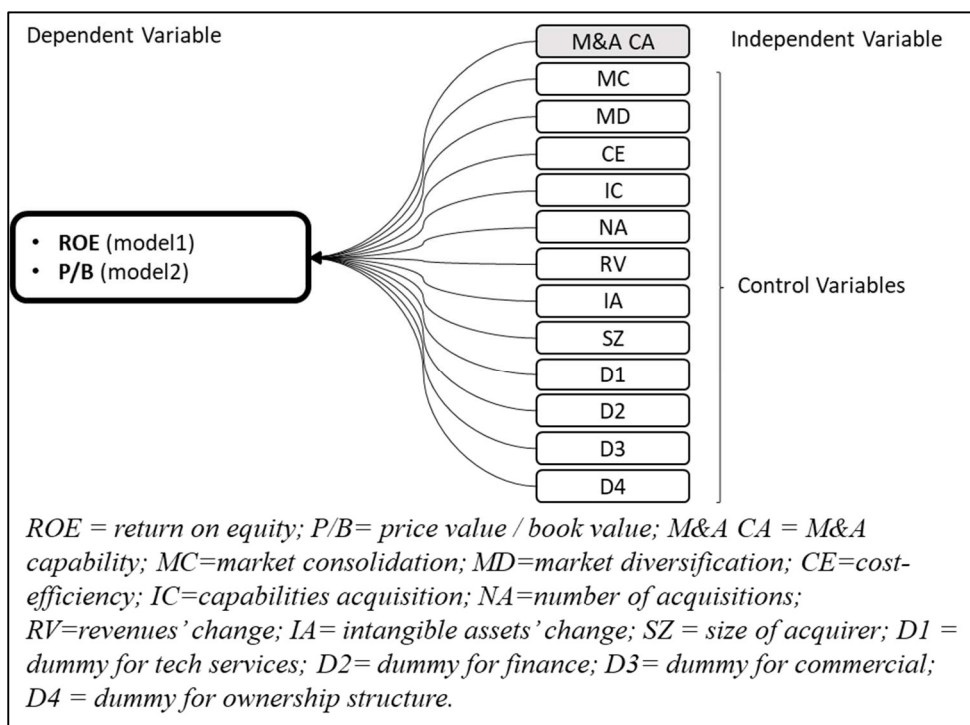 Dependent Variable
M&A CA
Independent Variable
MC
MD
CE
IC
NA
RV
IA
SZ
D1
D2
D3
D4
• ROE (model1)
• P/B (model2)
Control Variables
ROE = return on equity; P/B= price value / book value; M&A CA = M&A
capability; MC=market consolidation; MD=market diversification; CE=cost-
efficiency; IC=capabilities acquisition; NA=number of acquisitions;
RV=revenues’ change; IA= intangible assets’ change; SZ = size of acquirer; D1 =
dummy for tech services; D2= dummy for finance; D3= dummy for commercial;
D4 = dummy for ownership structure.